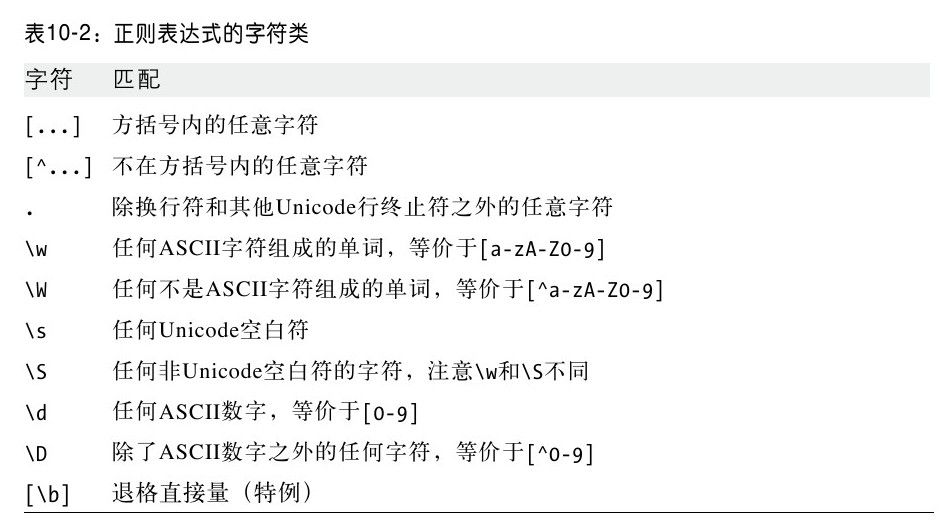 表10-2：正则表达式的字符类
字符 匹配
[...] 方括号内的任意字符
[^...] 不在方括号内的任意字符
. 除换行符和其他Unicode行终止符之外的任意字符
\w 任何ASCII字符组成的单词，等价于[a-zA-Z0-9]
\W 任何不是ASCII字符组成的单词，等价于[^a-zA-Z0-9]
\s 任何Unicode空白符
\S 任何非Unicode空白符的字符，注意\w和\S不同
\d 任何ASCII数字，等价于[0-9]
\D 除了ASCII数字之外的任何字符，等价于[^0-9]
[\b] 退格直接量（特例）